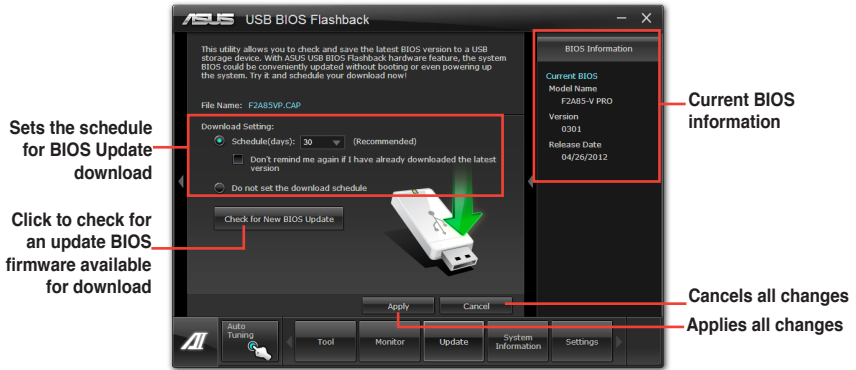 ASUS USB BIOS Flashback
This utility allows you to check and save the latest BIOS version to a USB
storage device. With ASUS USB BIOS Flashback hardware feature, the system
BIOS could be conveniently updated without booting or even powering up
the system. Try it and schedule your download now!
File Name: F2A85VP.CAP
Download Setting:
Schedule(days): 30 (Recommended)
Don't remind me again if I have already downloaded the latest
version
Do not set the download schedule
Check for New BIOS Update
Apply Cancel
BIOS Information
Current BIOS
Model Name
F2A85-V PRO
Version
0301
Release Date
04/26/2012
Auto
Tuning
Tool
Monitor
Update
System
Information
Settings
Sets the schedule
for BIOS Update
download
Click to check for
an update BIOS
firmware available
for download
Current BIOS
information
Cancels all changes
Applies all changes